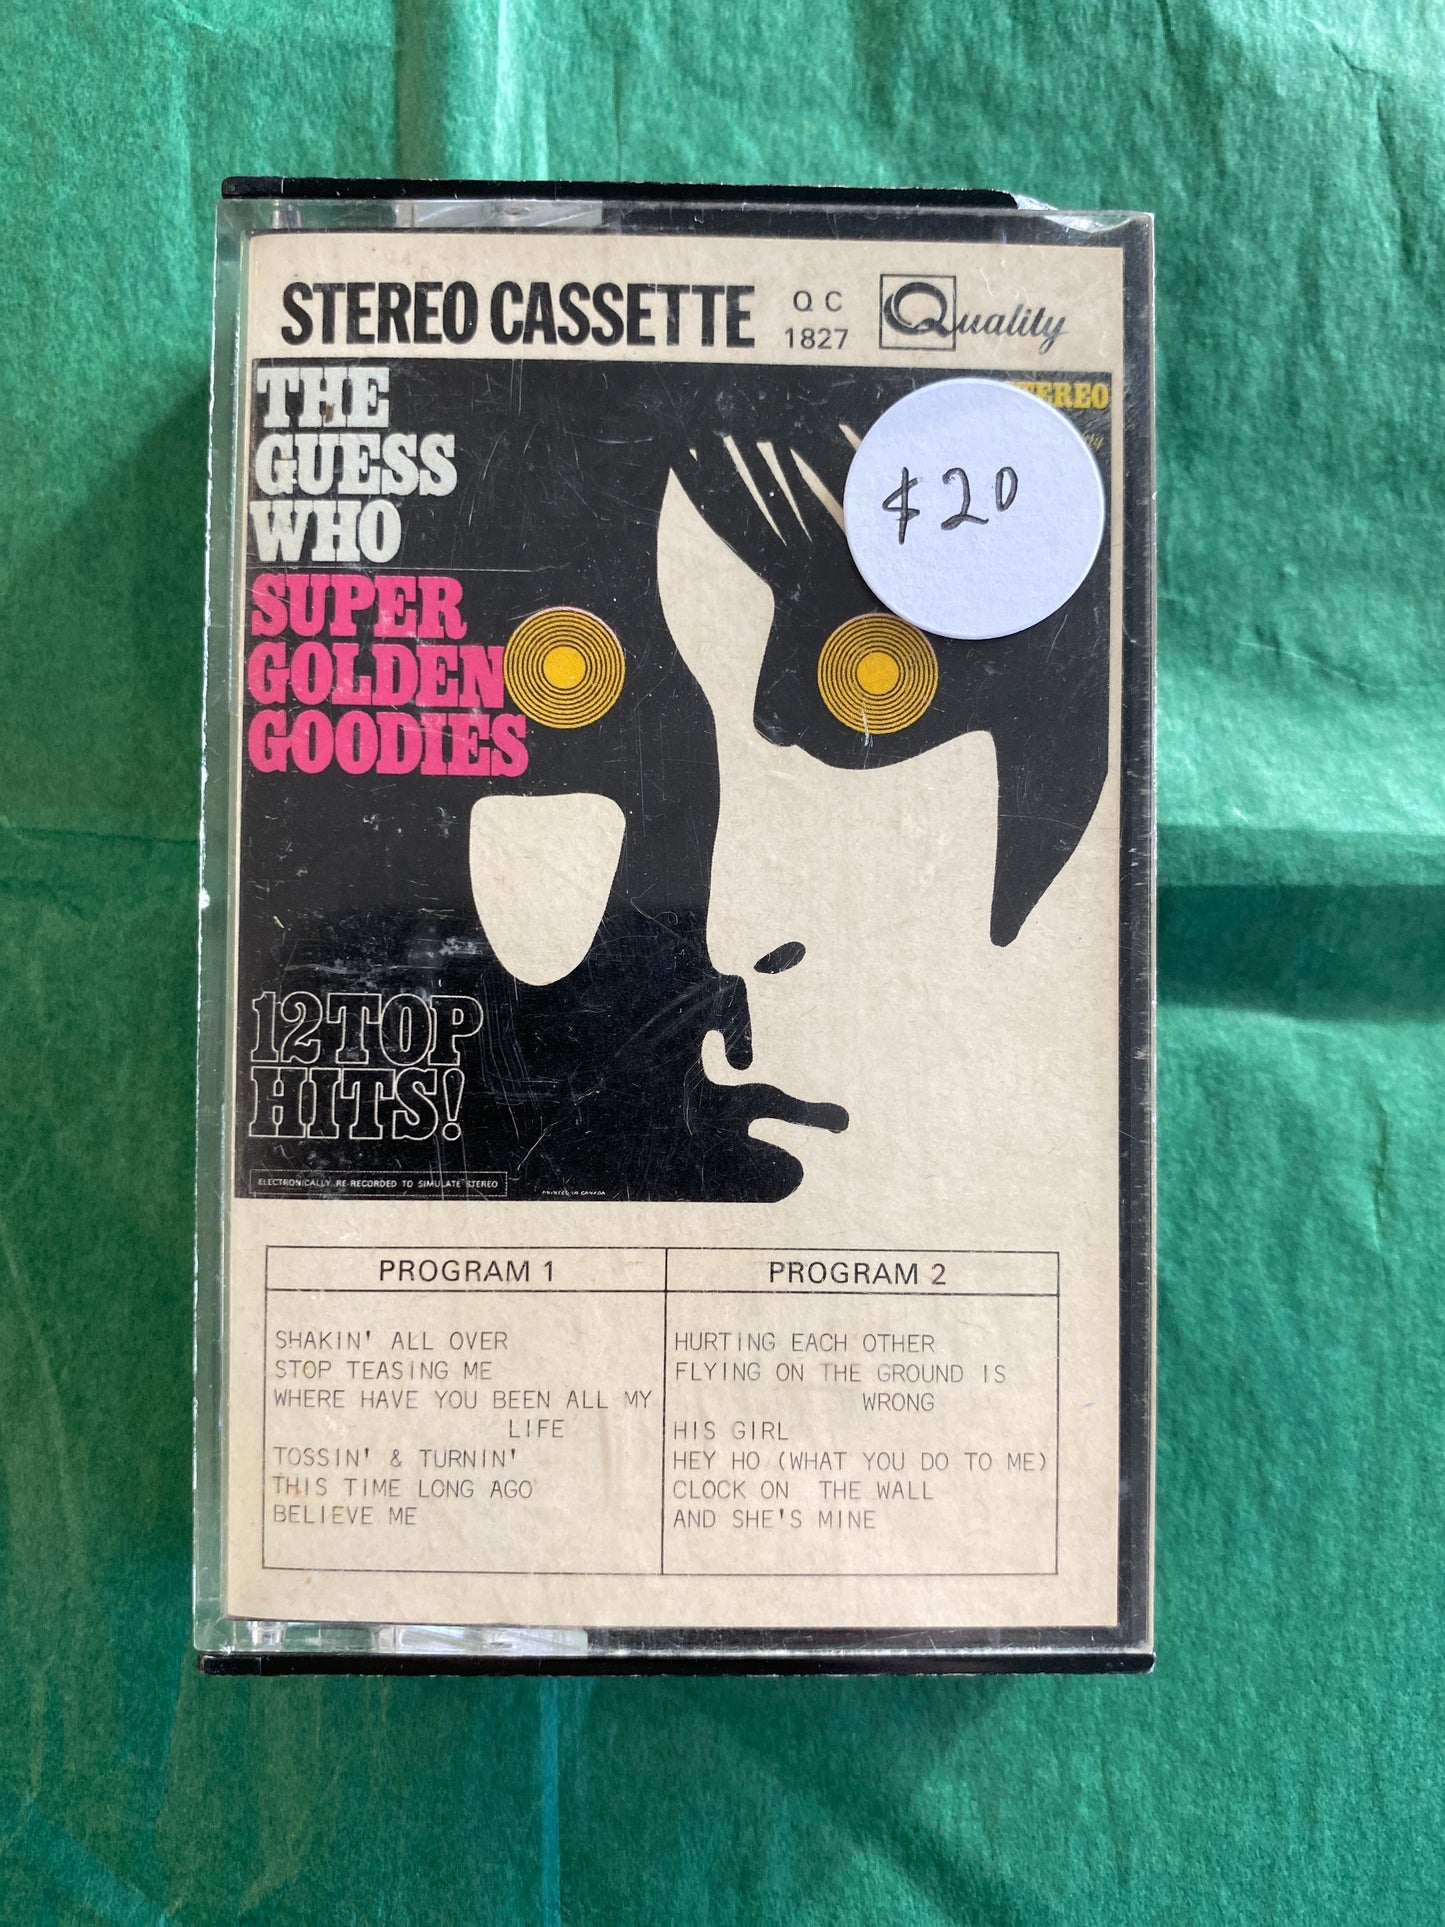 STEREO CASSETTE
Q C
1827
Quality
THE
GUESS
WHO
SUPER
GOLDEN
GOODIES
$20
12 TOP
HITS!
ELECTRONICALLY RE-RECORDED TO SIMULATE STEREO
PRINTED IN CANADA
PROGRAM 1
SHAKIN' ALL OVER
STOP TEASING ME
WHERE HAVE YOU BEEN ALL MY
LIFE
TOSSIN' & TURNIN'
THIS TIME LONG AGO
BELIEVE ME
PROGRAM 2
HURTING EACH OTHER
FLYING ON THE GROUND IS
WRONG
HIS GIRL
HEY HO (WHAT YOU DO TO ME)
CLOCK ON THE WALL
AND SHE'S MINE